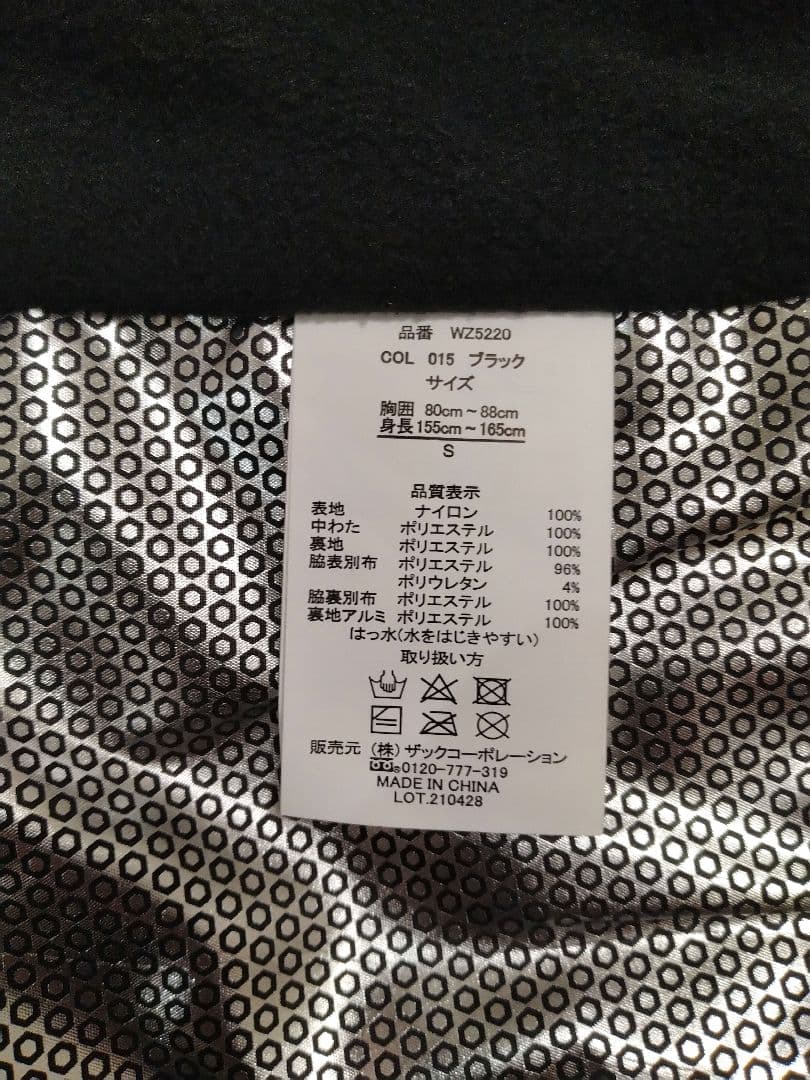 品番 WZ5220
COL 015 ブラック
サイズ
胸囲 80cm~88cm
身長155cm~165cm
S
品質表示
表地 ナイロン 100%
中わた ポリエステル 100%
裏地 ポリエステル 100%
脇表別布 ポリエステル 96%
ポリウレタン 4%
脇裏別布 ポリエステル 100%
裏地アルミ ポリエステル 100%
はっ水(水をはじきやすい)
取り扱い方
販売元 (株)ザックコーポレーション
0120-777-319
MADE IN CHINA
LOT.210428